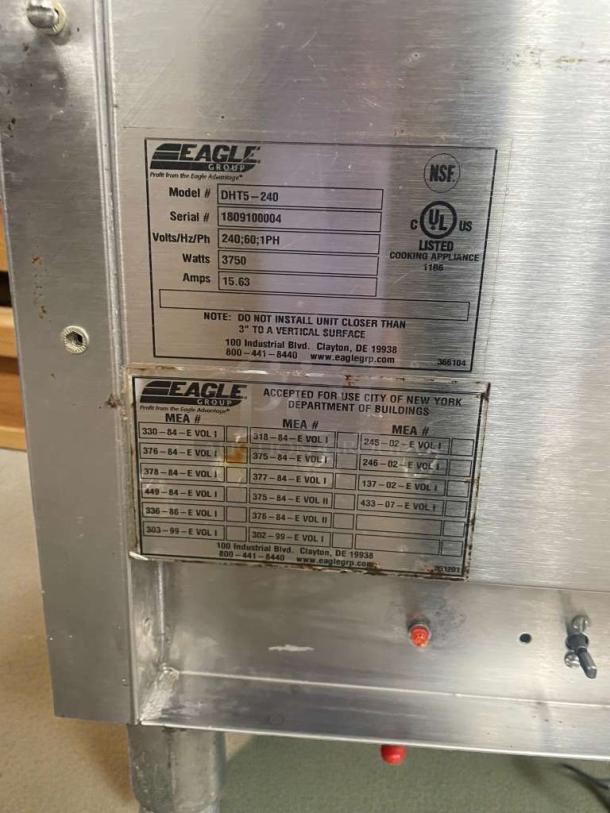 EAGLE
GROUP
Profit from the Eagle Advantage®
NSF
Model # DHT5-240
Serial # 1809100004
Volts/Hz/Ph 240;60;1PH
Watts 3750
Amps 15.63
C UL US
LISTED
COOKING APPLIANCE
1186
NOTE: DO NOT INSTALL UNIT CLOSER THAN
3" TO A VERTICAL SURFACE
100 Industrial Blvd. Clayton, DE 19938
800-441-8440 www.eaglegrp.com
366104
EAGLE
GROUP
Profit from the Eagle Advantage®
ACCEPTED FOR USE CITY OF NEW YORK
DEPARTMENT OF BUILDINGS
MEA # MEA # MEA #
330-84-E VOL I 318-84-E VOL I 245-02-E VOL I
376-84-E VOL I 375-84-E VOL I 246-02-E VOL I
378-84-E VOL I 377-84-E VOL I 137-02-E VOL I
449-84-E VOL I 375-84-E VOL II 433-07-E VOL I
336-86-E VOL I 376-84-E VOL II
303-99-E VOL I 302-99-E VOL I
100 Industrial Blvd. Clayton, DE 19938
800-441-8440 www.eaglegrp.com